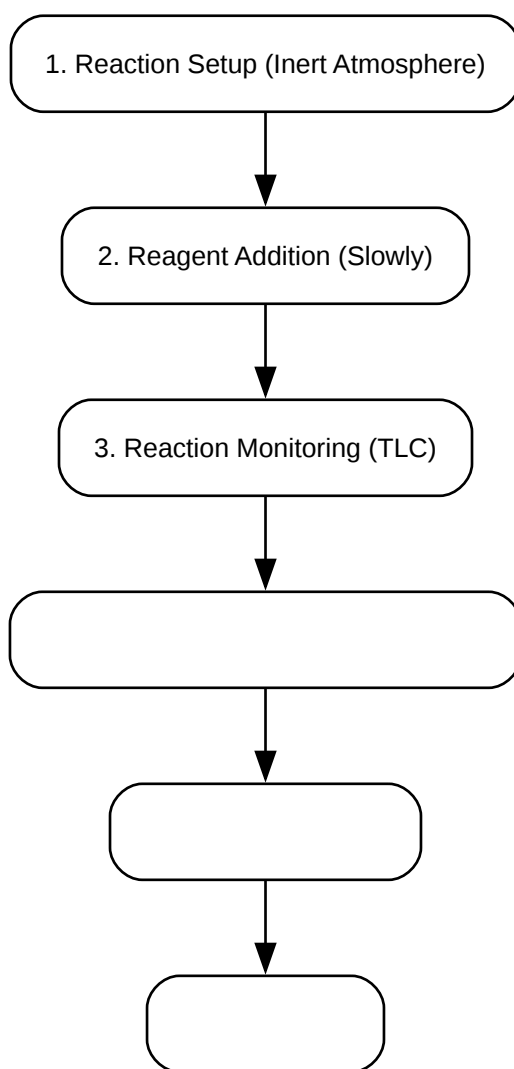 1. Reaction Setup (Inert Atmosphere)
2. Reagent Addition (Slowly)
3. Reaction Monitoring (TLC)